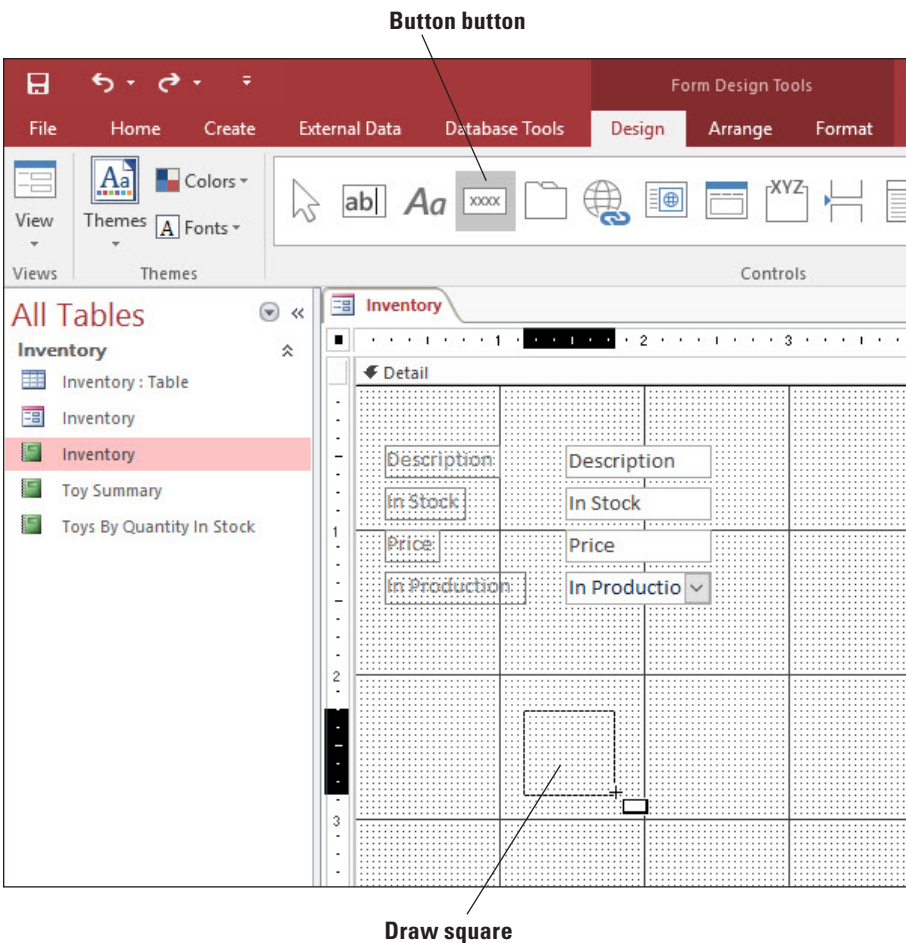 Button button
Form Design Tools
File Home Create External Data Database Tools Design Arrange Format
View
Themes
Aa
Colors
A Fonts
ab
Aa
xxxx
XYZ
Views Themes Controls
All Tables
Inventory
Inventory : Table
Inventory
Inventory
Toy Summary
Toys By Quantity In Stock
Inventory
1 2 3
Detail
Description Description
In Stock In Stock
1
Price Price
In Production In Productio
2
3
Draw square